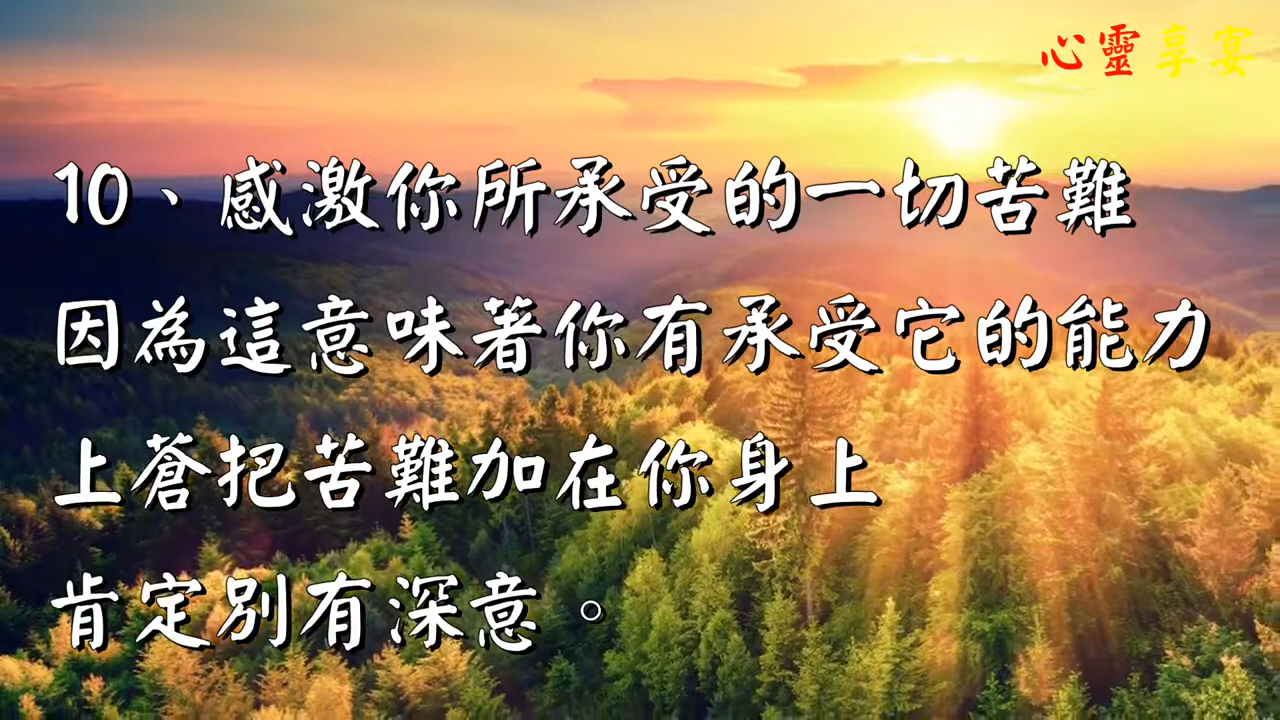 心靈享宴
10、感激你所承受的一切苦難
因為這意味著你有承受它的能力
上蒼把苦難加在你身上
肯定別有深意。